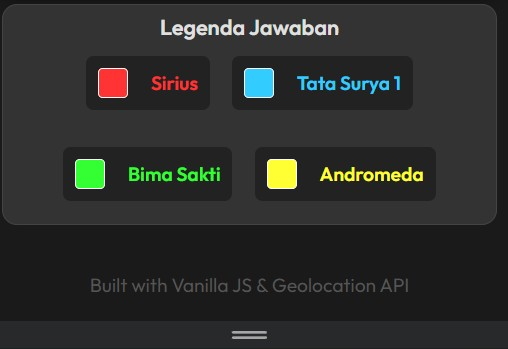 Legenda Jawaban
Sirius
Tata Surya 1
Bima Sakti
Andromeda
Built with Vanilla JS & Geolocation API